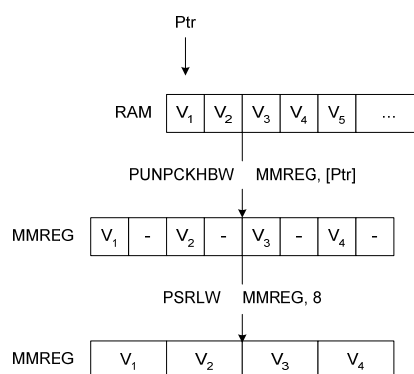 Ptr
RAM V₁ V₂ V₃ V₄ V₅ ...
PUNPCKHBW MMREG, [Ptr]
MMREG V₁ - V₂ - V₃ - V₄ -
PSRLW MMREG, 8
MMREG V₁ V₂ V₃ V₄